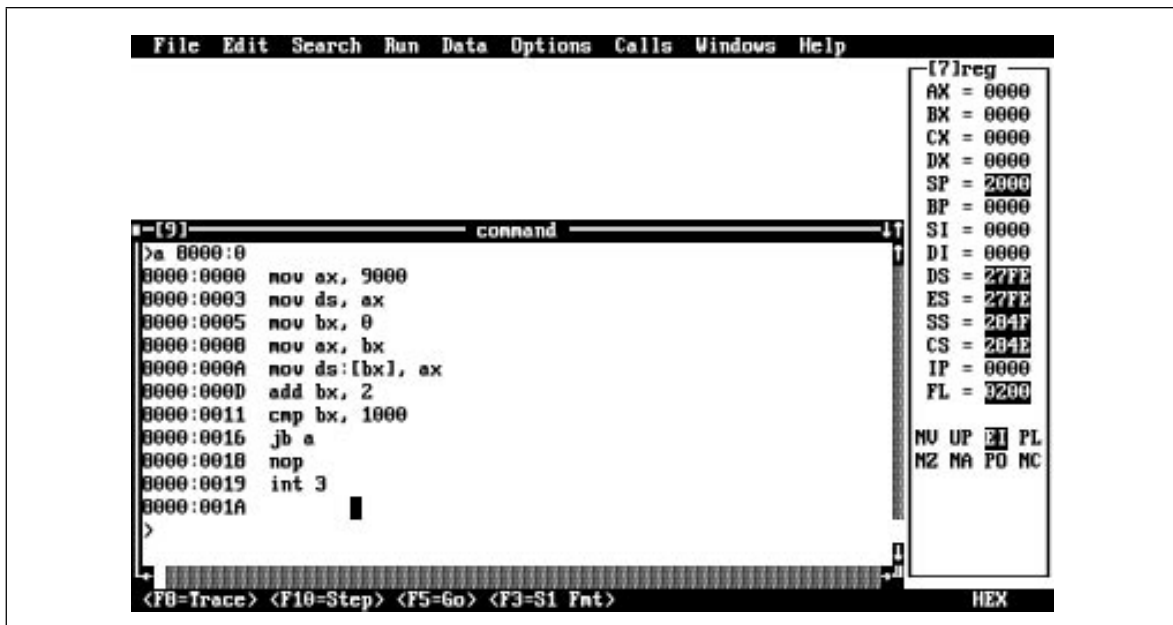 File Edit Search Run Data Options Calls Windows Help
[7]reg
AX = 0000
BX = 0000
CX = 0000
DX = 0000
SP = 2000
BP = 0000
SI = 0000
DI = 0000
DS = 27FE
ES = 27FE
SS = 284F
CS = 284E
IP = 0000
FL = 0200
NV UP EI PL
NZ NA PO NC
[9] command
>a 8000:0
8000:0000 mov ax, 9000
8000:0003 mov ds, ax
8000:0005 mov bx, 0
8000:0008 mov ax, bx
8000:000A mov ds:[bx], ax
8000:000D add bx, 2
8000:0011 cmp bx, 1000
8000:0016 jb a
8000:0018 nop
8000:0019 int 3
8000:001A
>
<F8=Trace> <F10=Step> <F5=Go> <F3=S1 Fmt> HEX